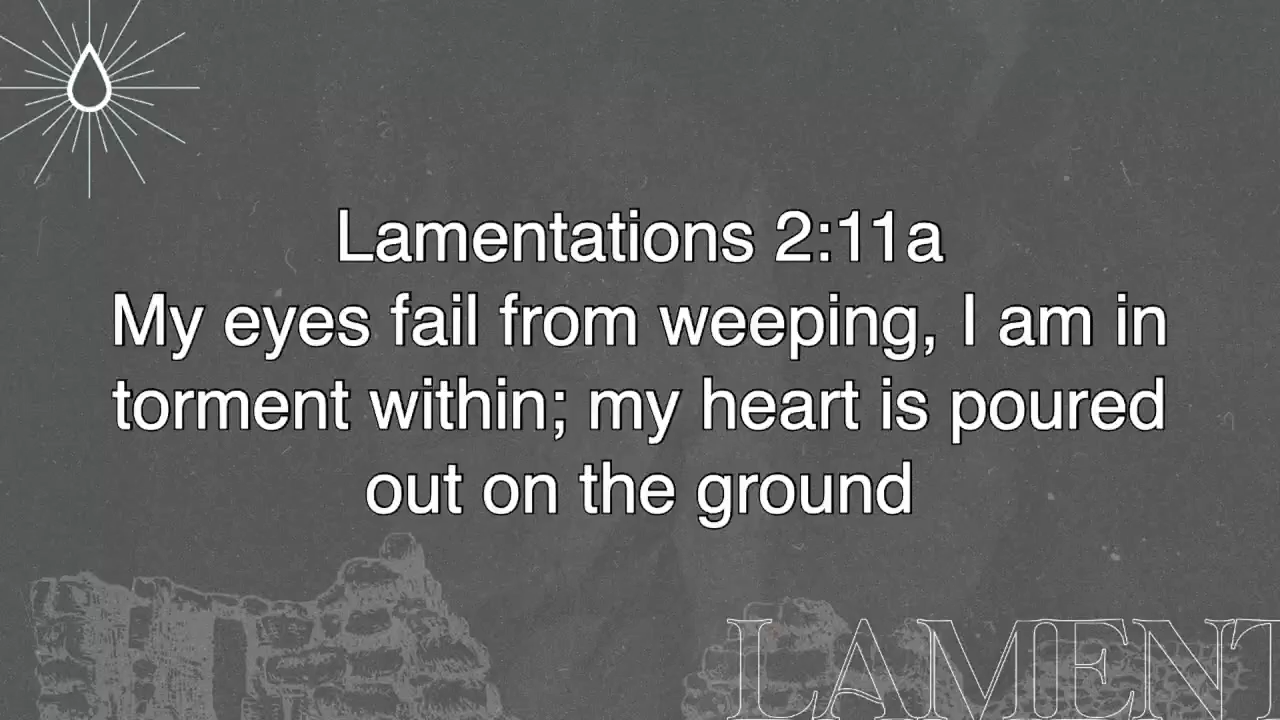 Lamentations 2:11a
My eyes fail from weeping, I am in
torment within; my heart is poured
out on the ground
LAMENT